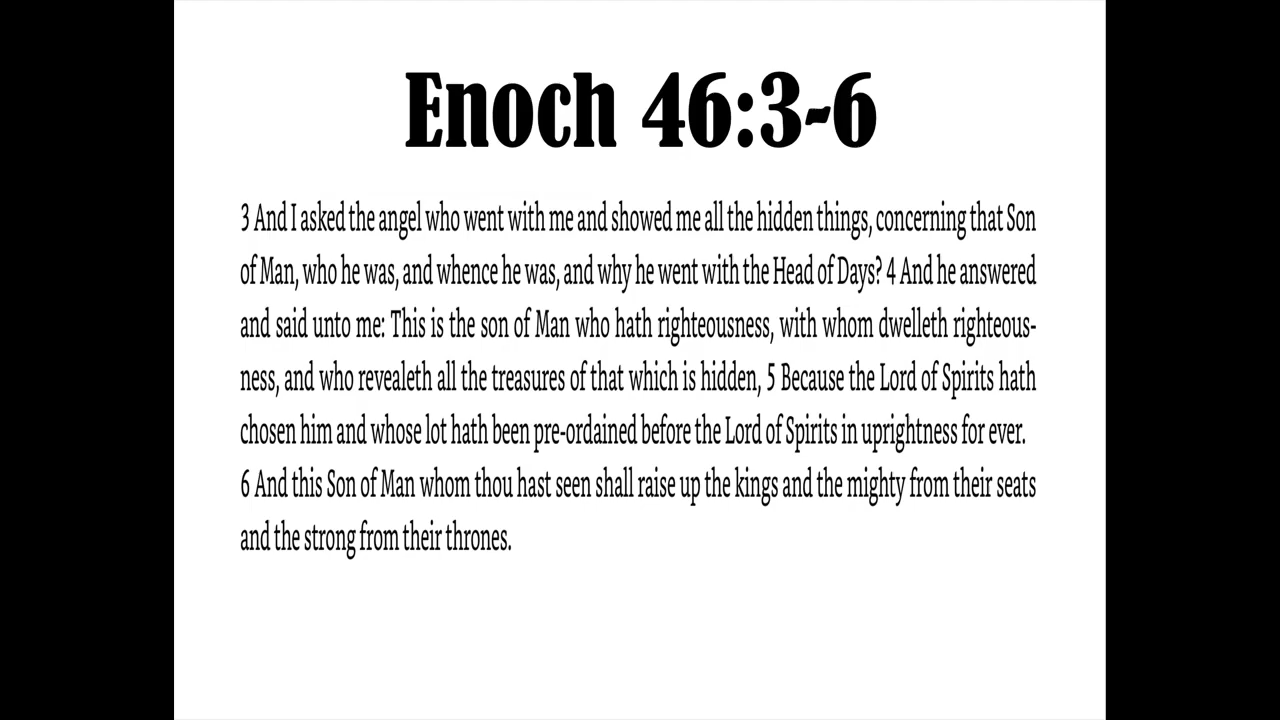 Enoch 46:3-6
3 And I asked the angel who went with me and showed me all the hidden things, concerning that Son
of Man, who he was, and whence he was, and why he went with the Head of Days? 4 And he answered
and said unto me: This is the son of Man who hath righteousness, with whom dwelleth righteous-
ness, and who revealeth all the treasures of that which is hidden, 5 Because the Lord of Spirits hath
chosen him and whose lot hath been pre-ordained before the Lord of Spirits in uprightness for ever.
6 And this Son of Man whom thou hast seen shall raise up the kings and the mighty from their seats
and the strong from their thrones.